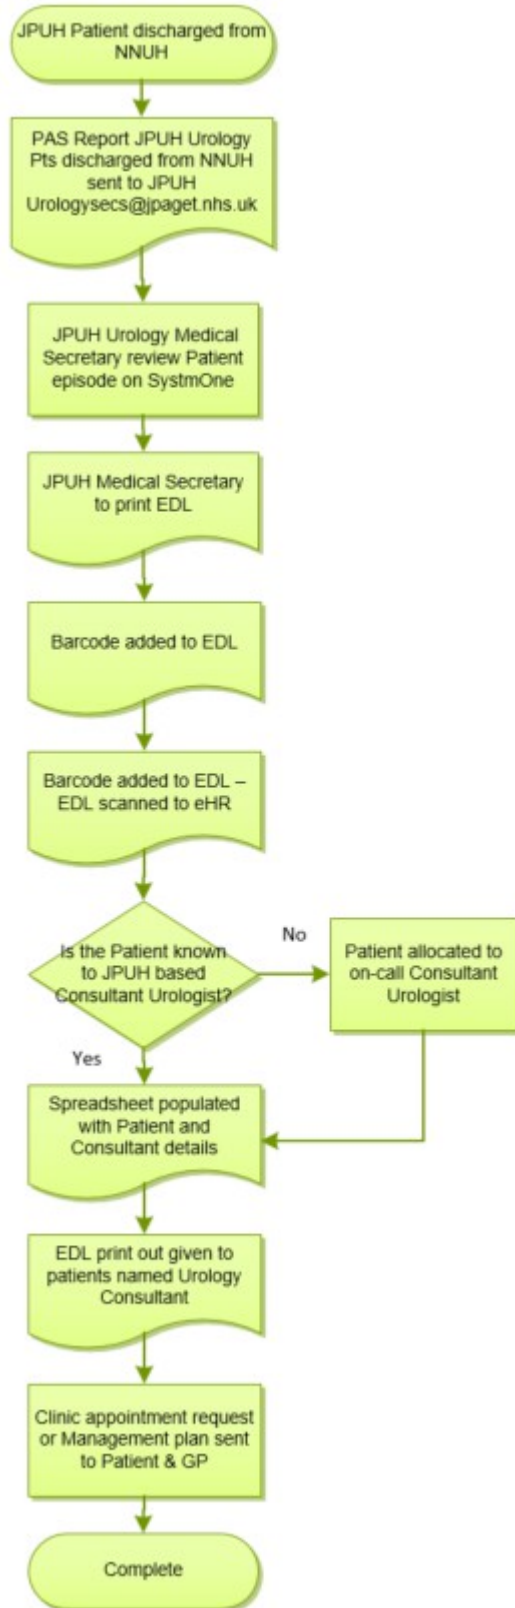 JPUH Patient discharged from
NNUH
PAS Report JPUH Urology
Pts discharged from NNUH
sent to JPUH
Urologysecs@jpaget.nhs.uk
JPUH Urology Medical
Secretary review Patient
episode on SystmOne
JPUH Medical Secretary
to print EDL
Barcode added to EDL
Barcode added to EDL –
EDL scanned to eHR
Is the Patient known
to JPUH based
Consultant Urologist?
No
Patient allocated to
on-call Consultant
Urologist
Yes
Spreadsheet populated
with Patient and
Consultant details
EDL print out given to
patients named Urology
Consultant
Clinic appointment request
or Management plan sent
to Patient & GP
Complete